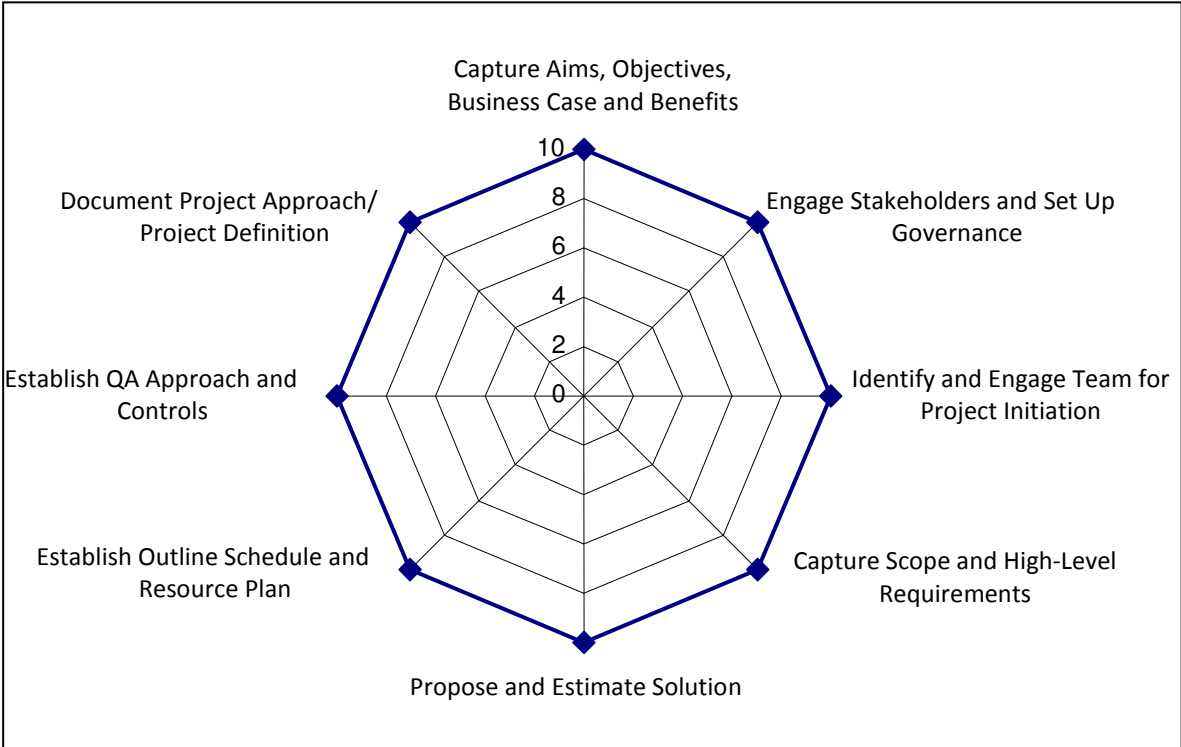 Capture Aims, Objectives,
Business Case and Benefits
10
8
6
4
2
0
Engage Stakeholders and Set Up
Governance
Identify and Engage Team for
Project Initiation
Capture Scope and High-Level
Requirements
Propose and Estimate Solution
Establish Outline Schedule and
Resource Plan
Establish QA Approach and
Controls
Document Project Approach/
Project Definition